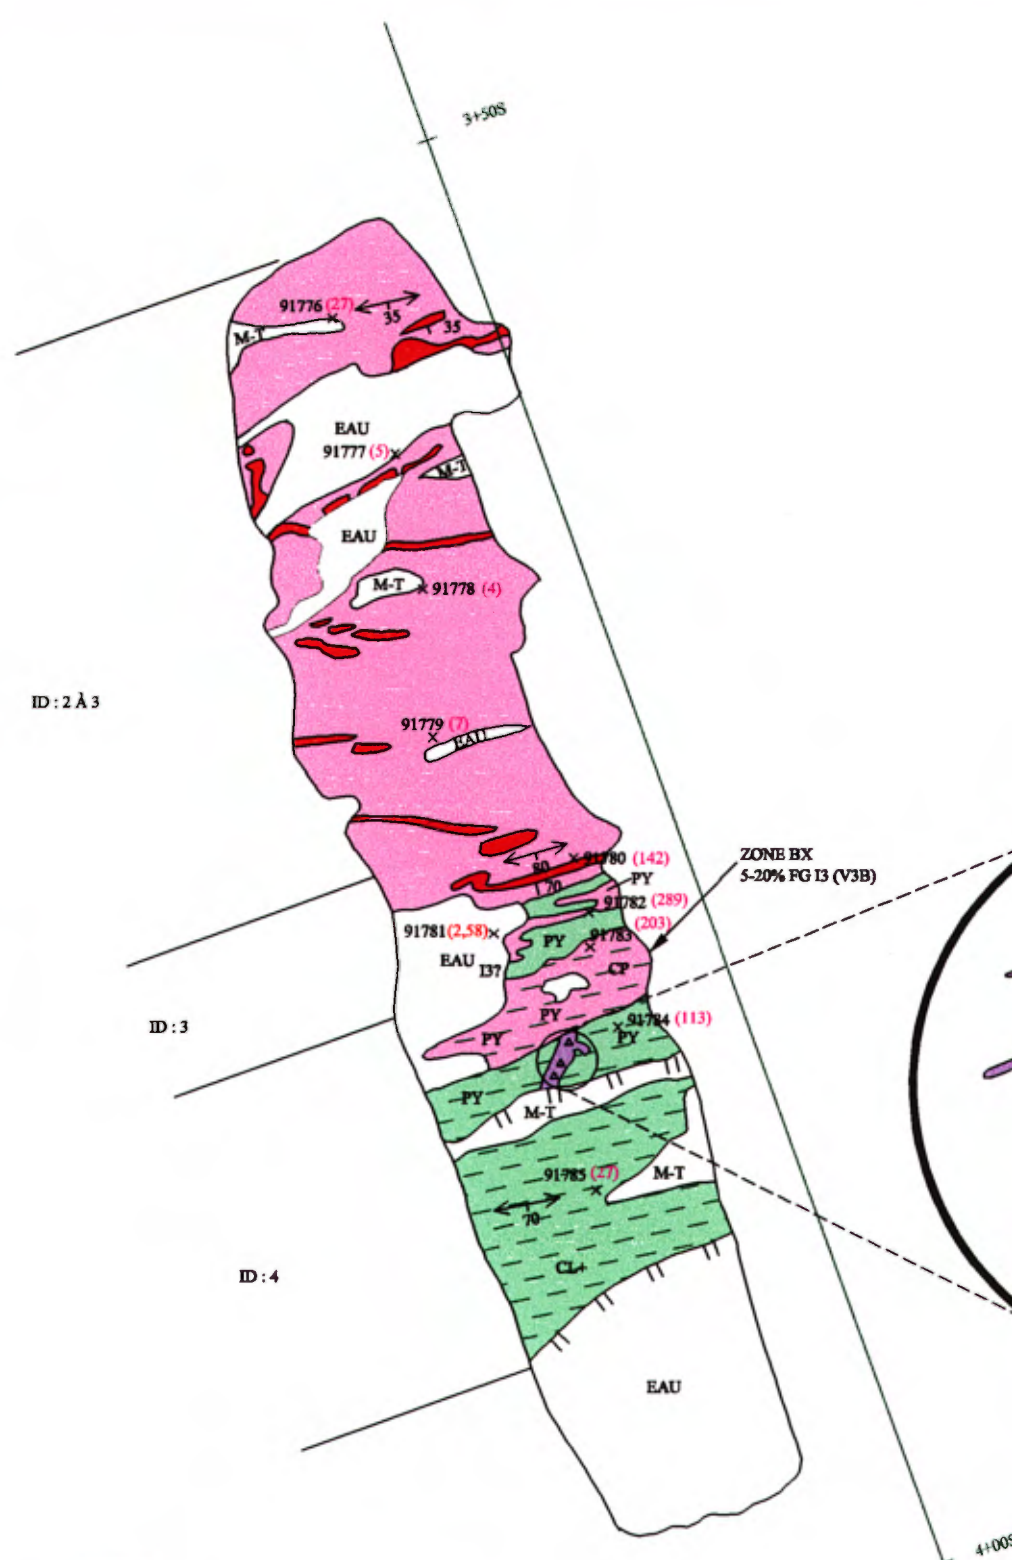 3+50S
91776 (27)
35
M-T
35
EAU
91777 (5)
M-T
EAU
M-T
91778 (4)
ID : 2 À 3
91779 (7)
EAU
91780 (142)
80
ZONE BX
5-20% FG I3 (V3B)
PY
70
91782 (289)
(203)
91781 (2,58)
PY
91783
EAU
I3?
CP
PY
91784 (113)
ID : 3
PY
PY
PY
M-T
91785 (27)
M-T
70
CL+
ID : 4
EAU
4+00S